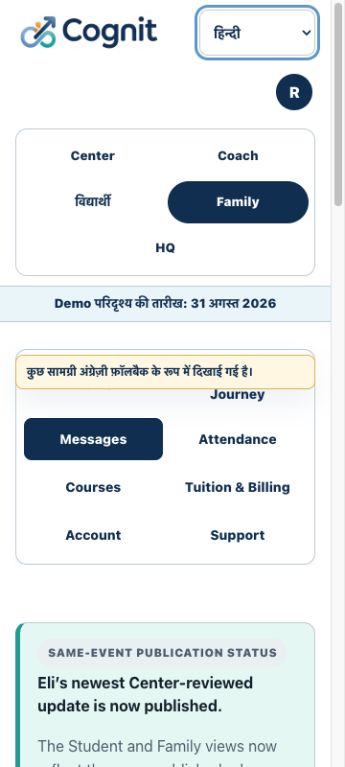 Cognit
हिन्दी
R
Center
Coach
विद्यार्थी
Family
HQ
Demo परिदृश्य की तारीख: 31 अगस्त 2026
कुछ सामग्री अंग्रेज़ी फ़ॉलबैक के रूप में दिखाई गई है।
Journey
Messages
Attendance
Courses
Tuition & Billing
Account
Support
SAME-EVENT PUBLICATION STATUS
Eli's newest Center-reviewed
update is now published.
The Student and Family views now